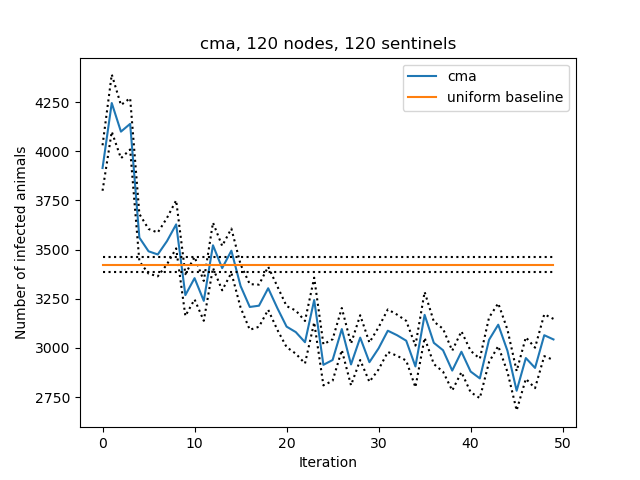 cma, 120 nodes, 120 sentinels
cma
uniform baseline
Number of infected animals
4250
4000
3750
3500
3250
3000
2750
0 10 20 30 40 50
Iteration